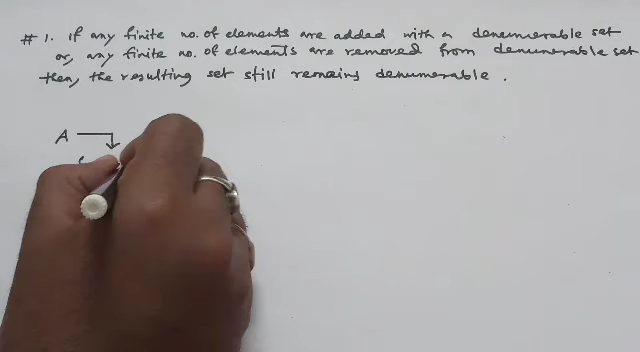 # 1. If any finite no. of elements are added with a denumerable set
or, any finite no. of elements are removed from denumerable set
then, the resulting set still remains denumerable .
A